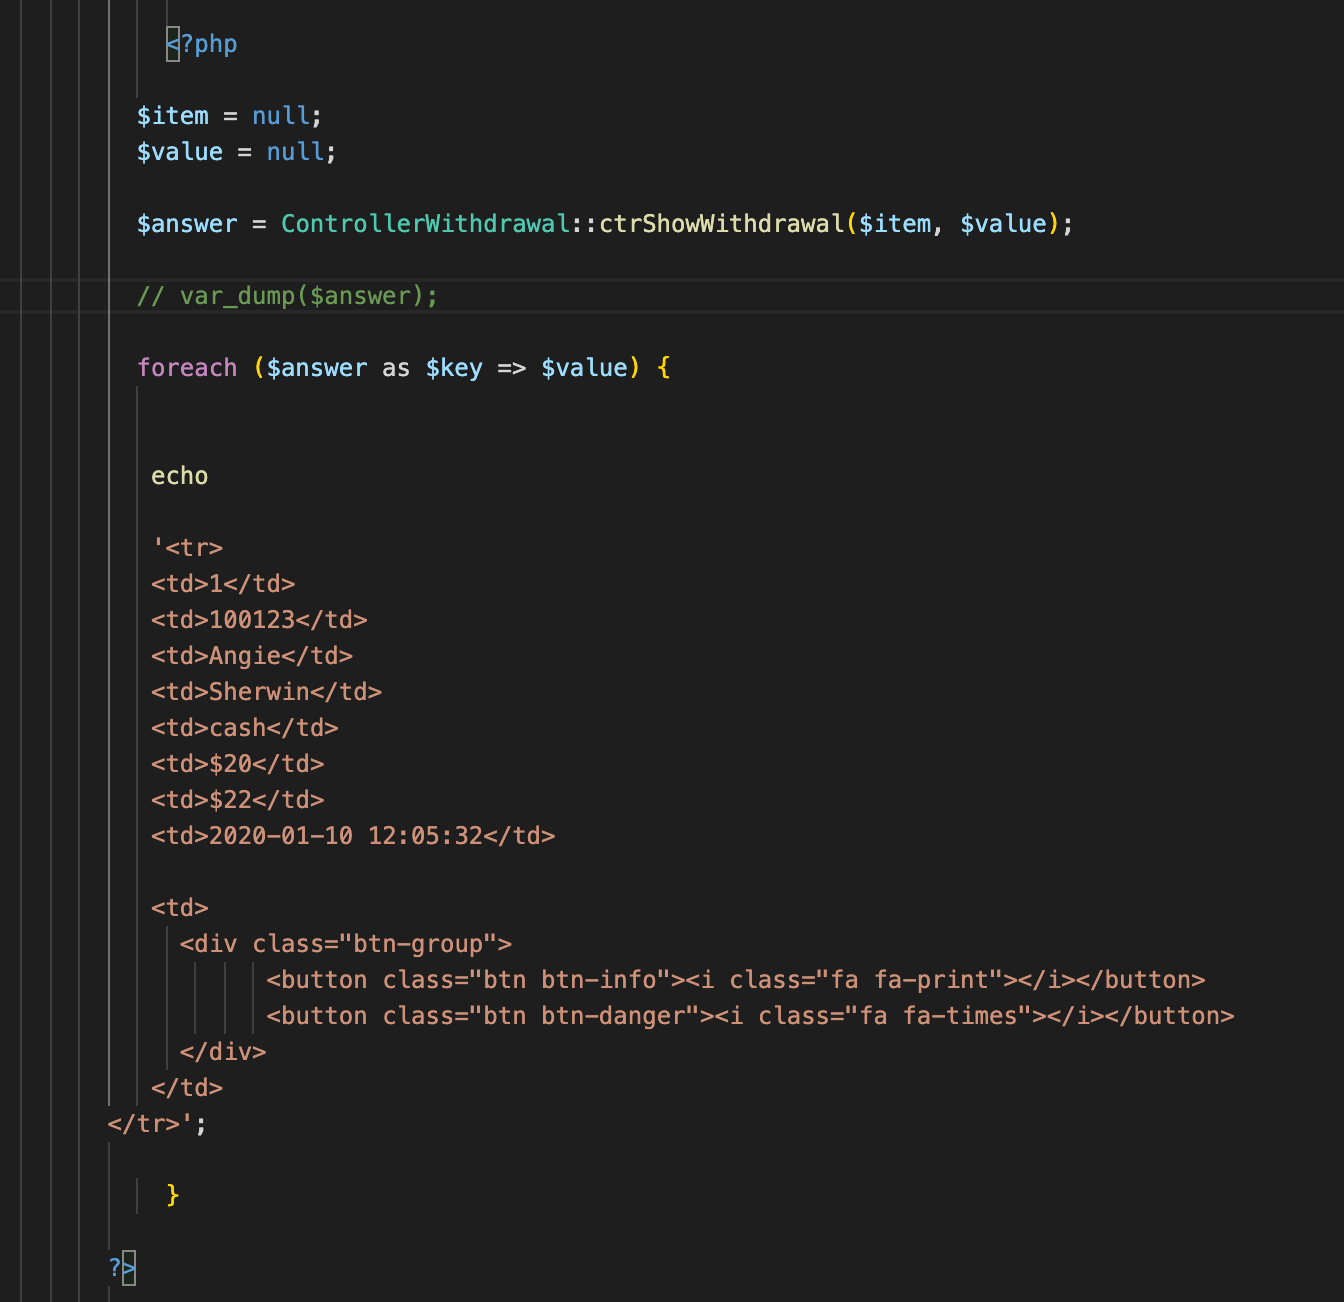 <?php
$item = null;
$value = null;
$answer = ControllerWithdrawal::ctrShowWithdrawal($item, $value);
// var_dump($answer);
foreach ($answer as $key => $value) {
echo
'<tr>
<td>1</td>
<td>100123</td>
<td>Angie</td>
<td>Sherwin</td>
<td>cash</td>
<td>$20</td>
<td>$22</td>
<td>2020-01-10 12:05:32</td>
<td>
<div class="btn-group">
<button class="btn btn-info"><i class="fa fa-print"></i></button>
<button class="btn btn-danger"><i class="fa fa-times"></i></button>
</div>
</td>
</tr>';
}
?>